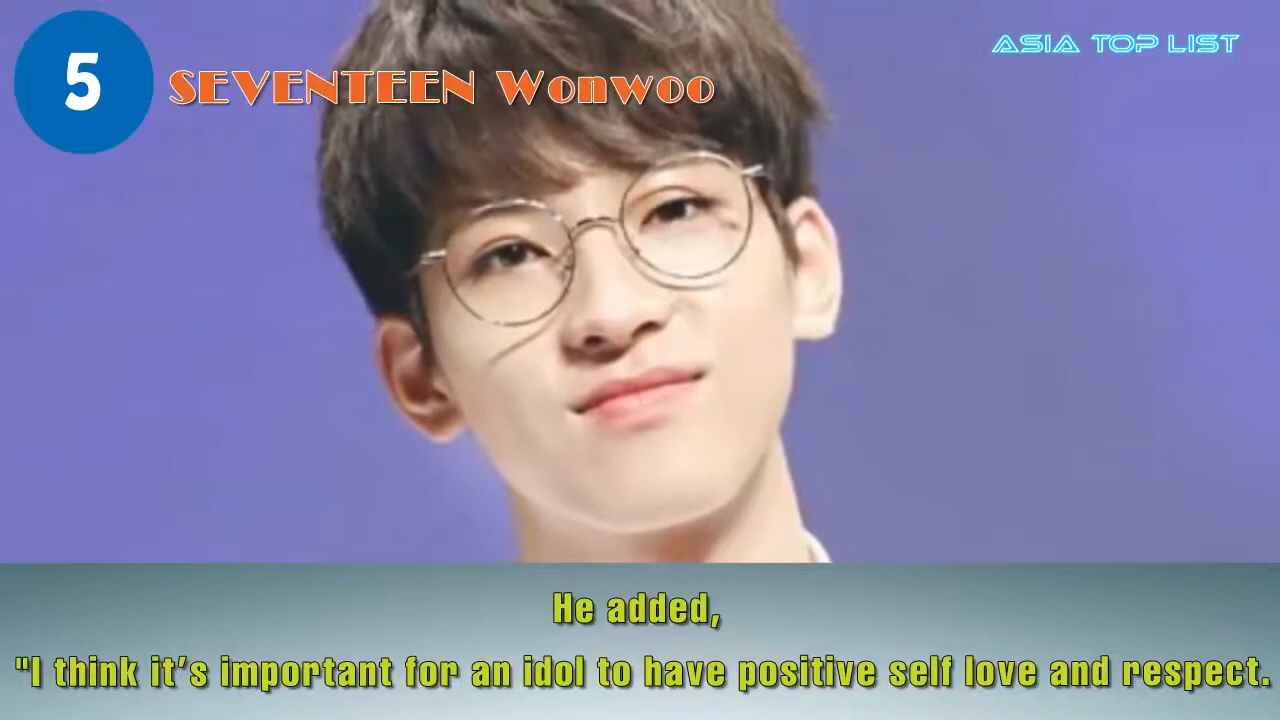 5
SEVENTEEN Wonwoo
ASIA TOP LIST
He added,
"I think it’s important for an idol to have positive self love and respect.